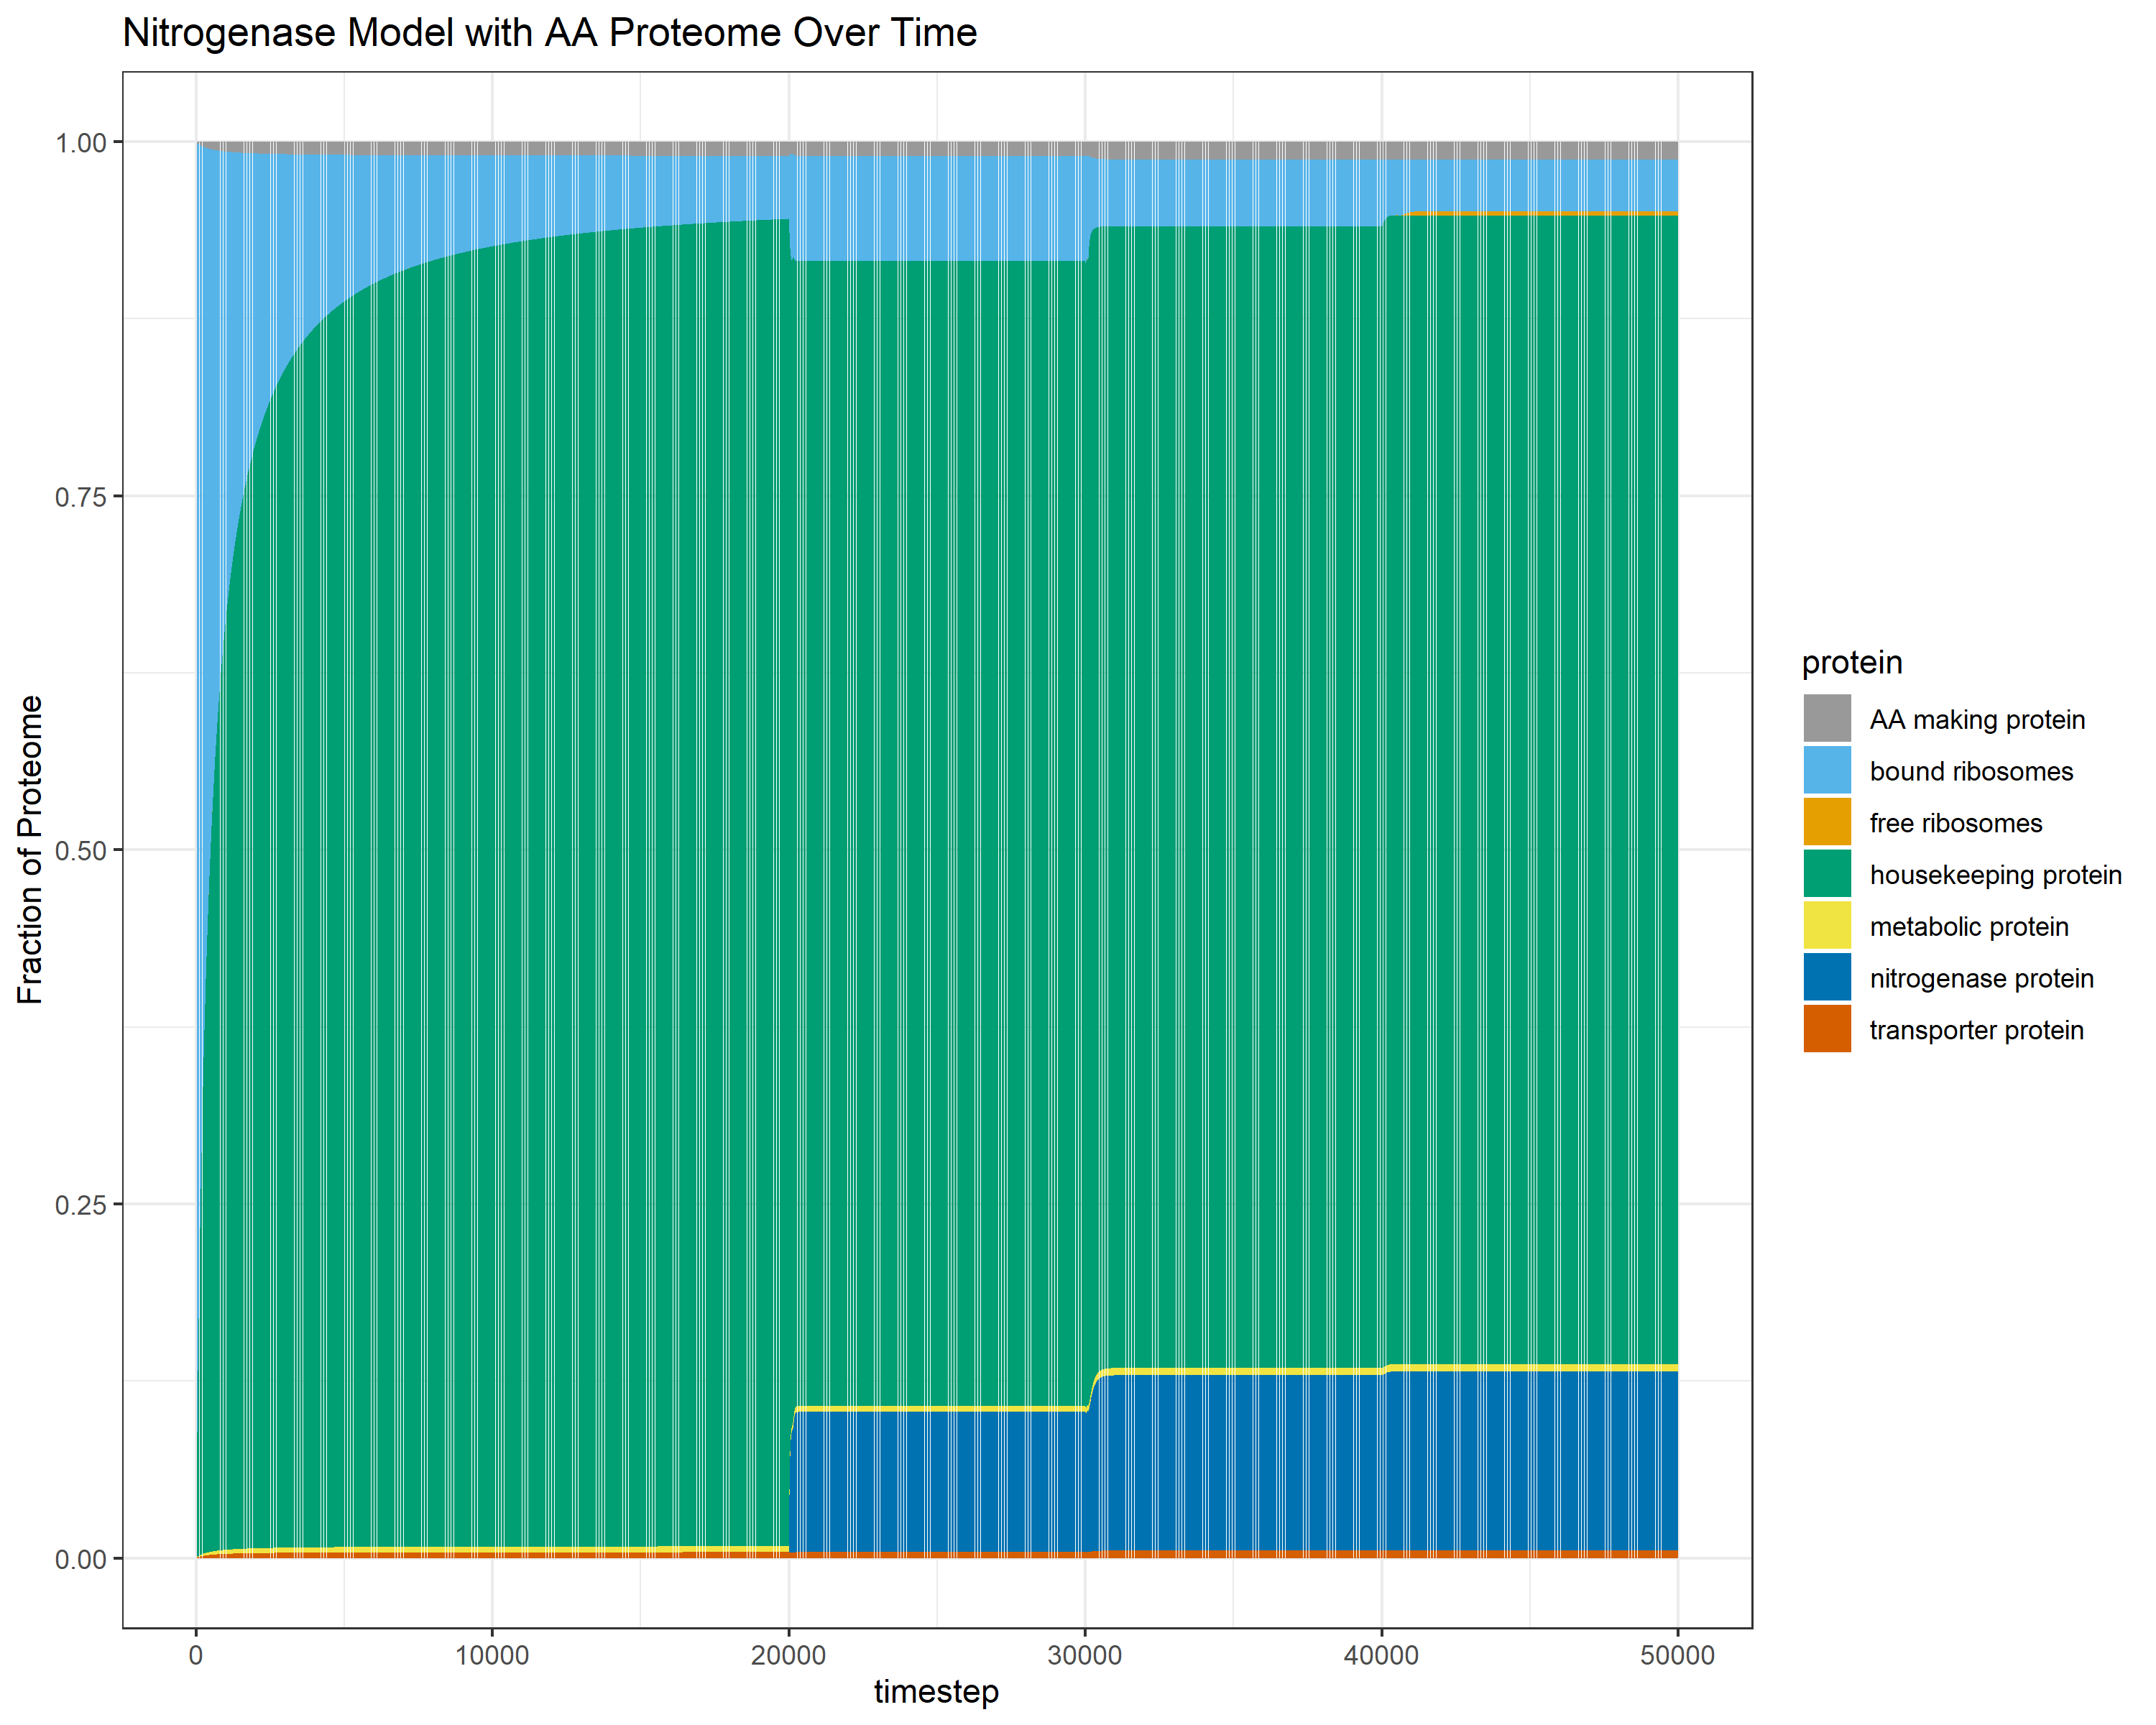 Nitrogenase Model with AA Proteome Over Time
1.00
0.75
0.50
0.25
0.00
Fraction of Proteome
0 10000 20000 30000 40000 50000
timestep
protein
AA making protein
bound ribosomes
free ribosomes
housekeeping protein
metabolic protein
nitrogenase protein
transporter protein